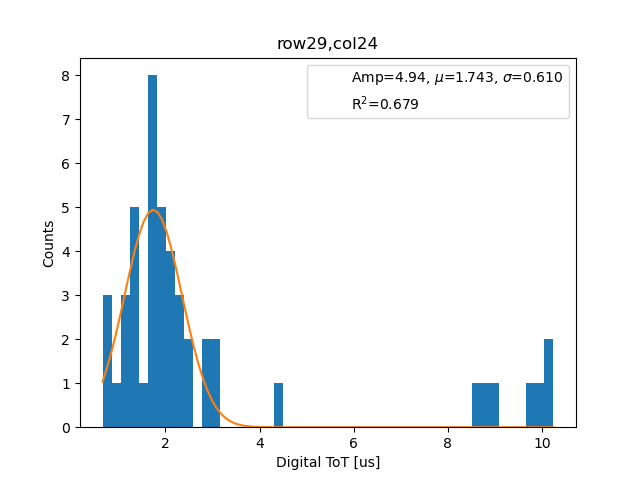 row29,col24
Amp=4.94, μ=1.743, σ=0.610
R²=0.679
8
7
6
5
4
3
2
1
0
Counts
2 4 6 8 10
Digital ToT [us]